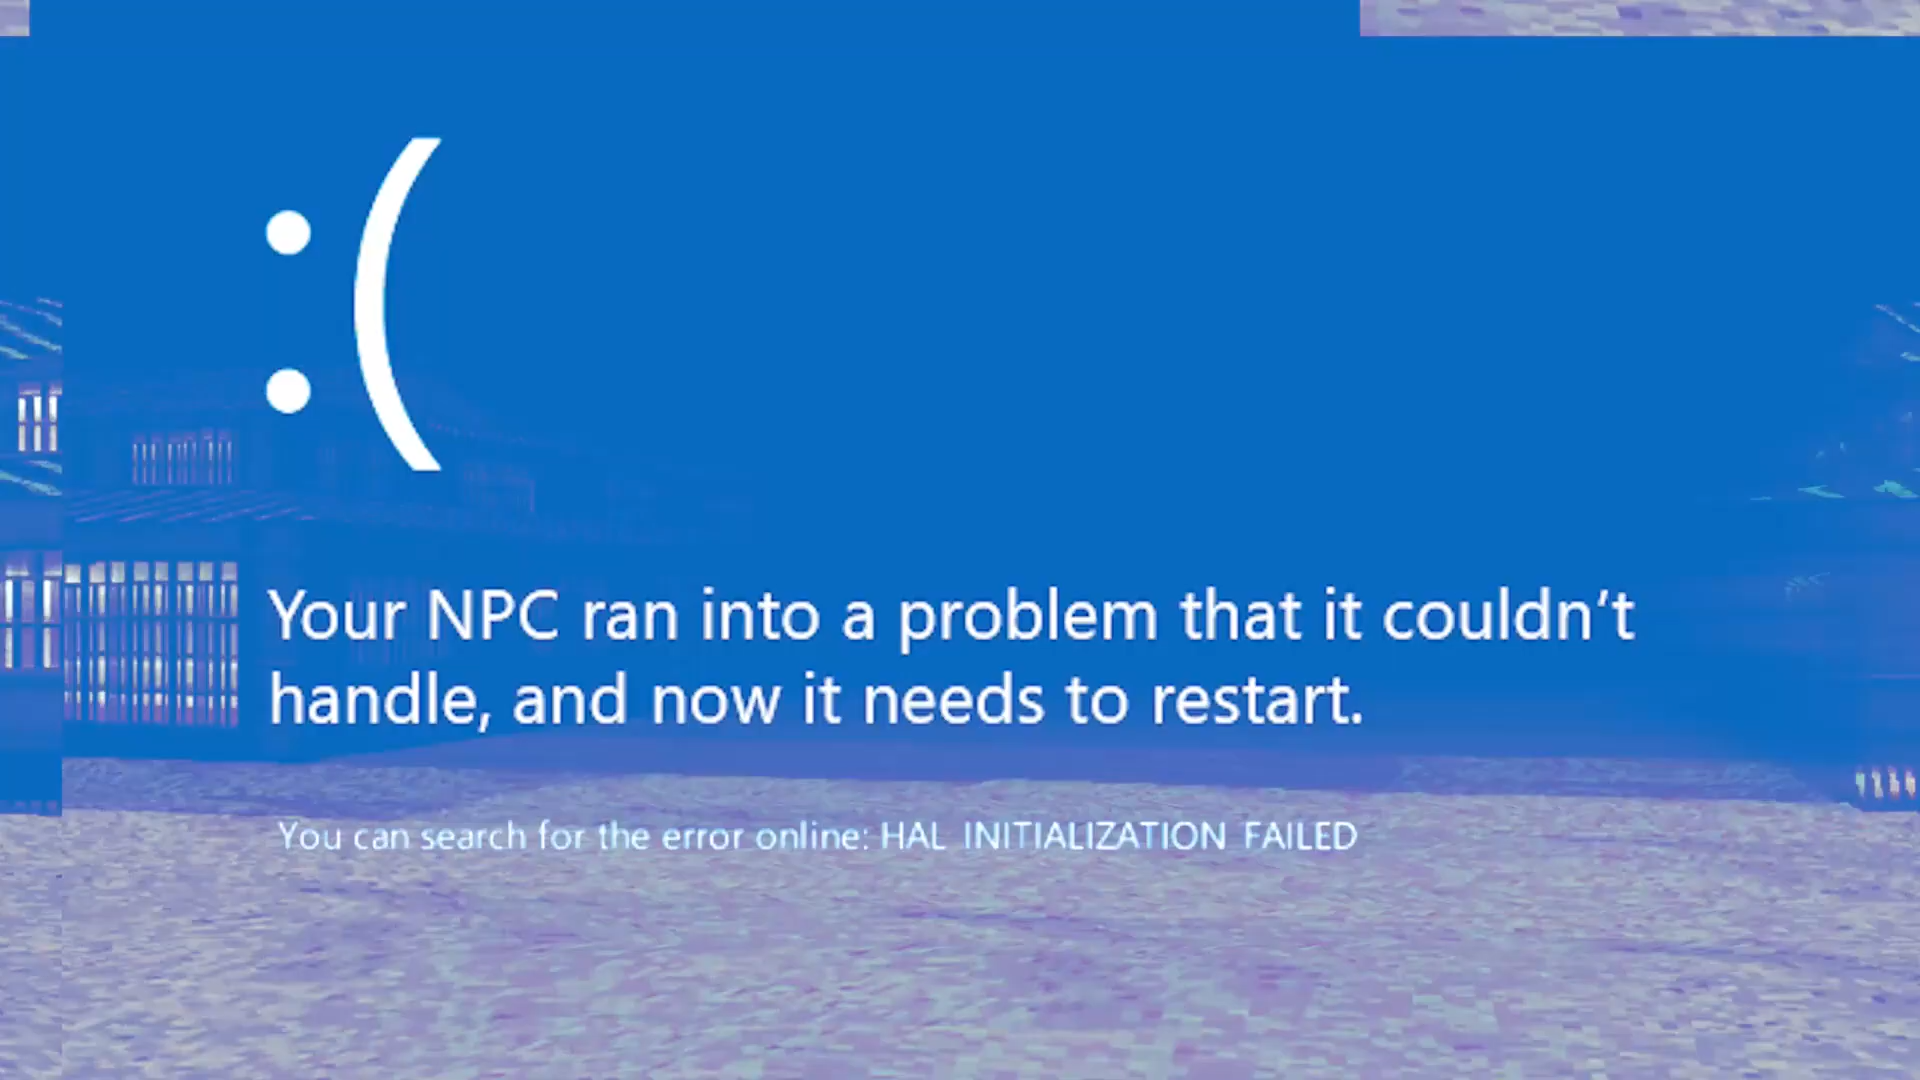 :(
Your NPC ran into a problem that it couldn’t
handle, and now it needs to restart.
You can search for the error online: HAL INITIALIZATION FAILED